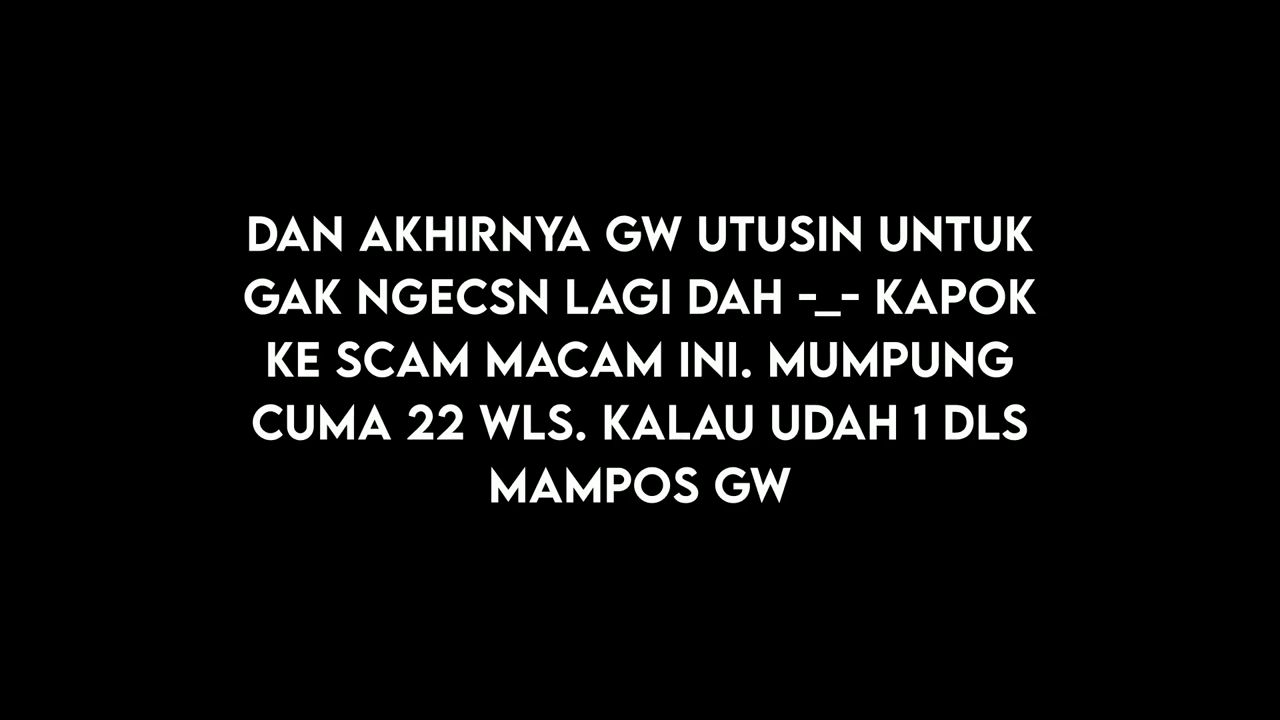 DAN AKHIRNYA GW UTUSIN UNTUK
GAK NGECSN LAGI DAH -_- KAPOK
KE SCAM MACAM INI. MUMPUNG
CUMA 22 WLS. KALAU UDAH 1 DLS
MAMPOS GW